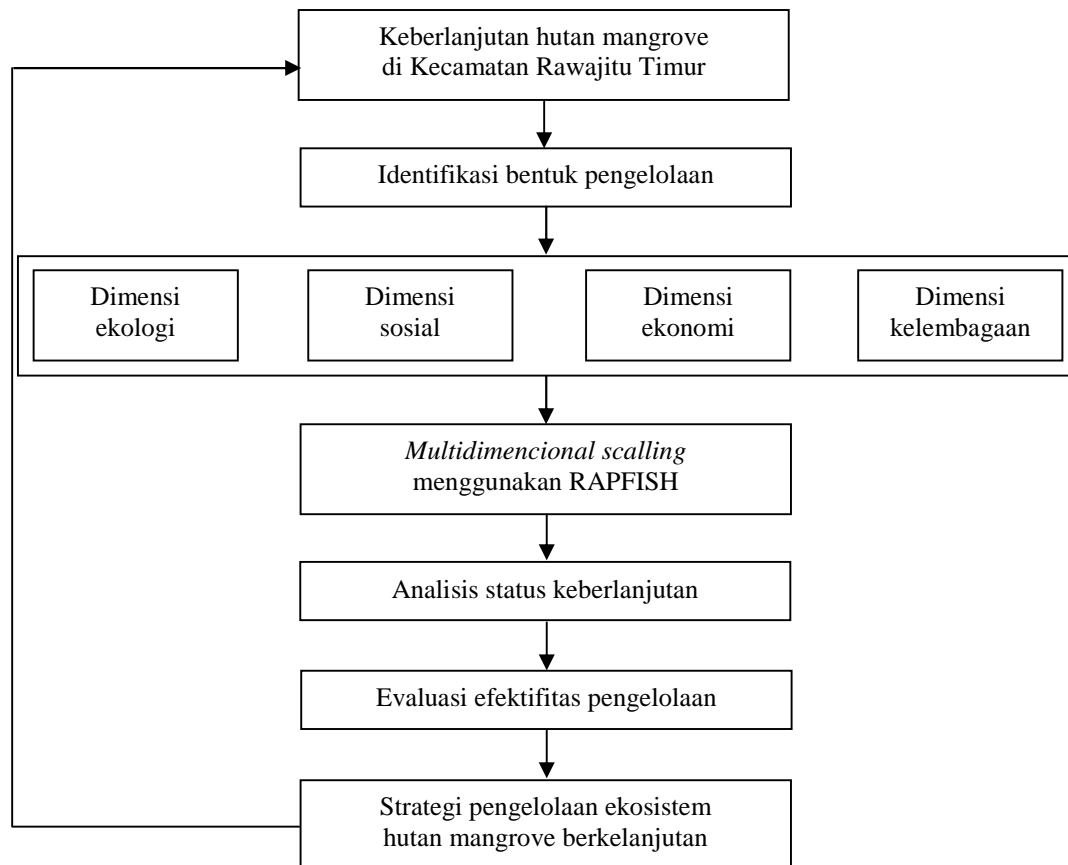 Keberlanjutan hutan mangrove
di Kecamatan Rawajitu Timur
Identifikasi bentuk pengelolaan
Dimensi
ekologi
Dimensi
sosial
Dimensi
ekonomi
Dimensi
kelembagaan
Multidimencional scalling
menggunakan RAPFISH
Analisis status keberlanjutan
Evaluasi efektifitas pengelolaan
Strategi pengelolaan ekosistem
hutan mangrove berkelanjutan